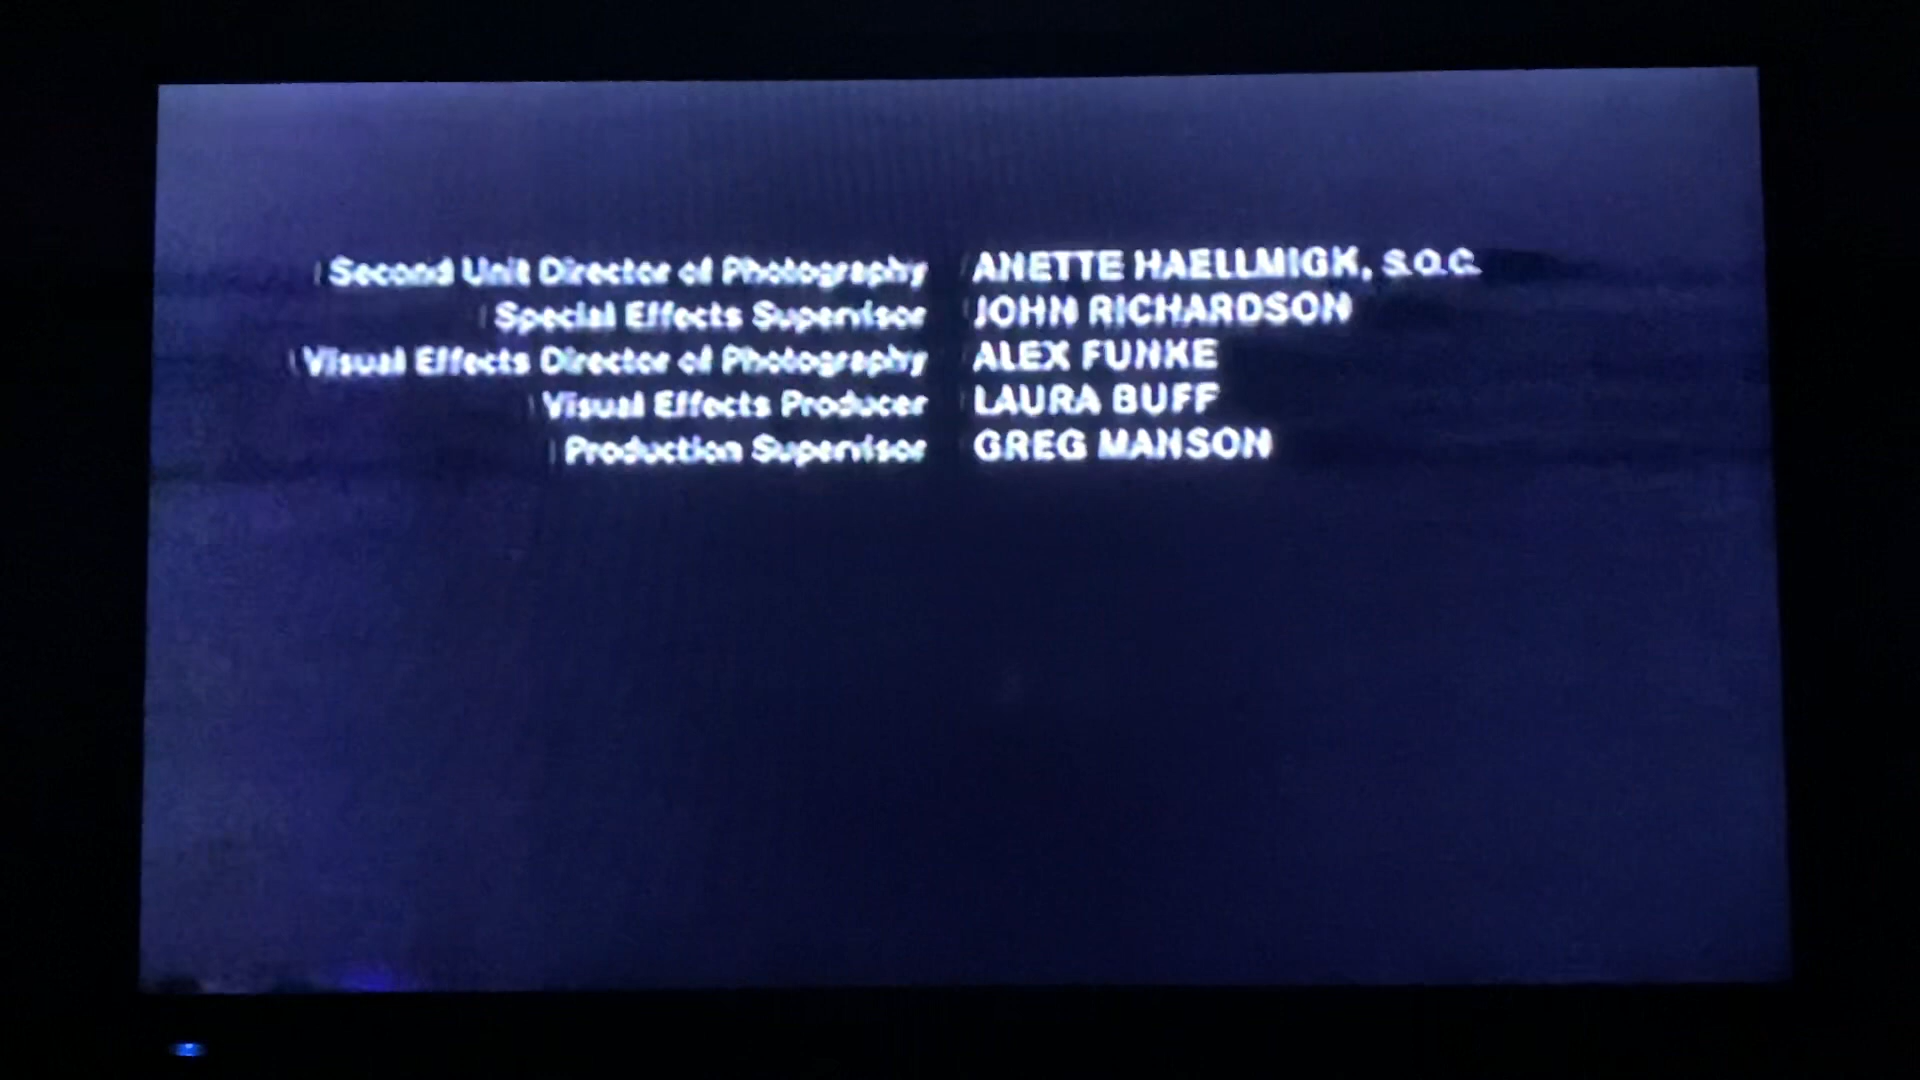 Second Unit Director of Photography ANETTE HAELLMIGK, S.O.C.
Special Effects Supervisor JOHN RICHARDSON
Visual Effects Director of Photography ALEX FUNKE
Visual Effects Producer LAURA BUFF
Production Supervisor GREG MANSON